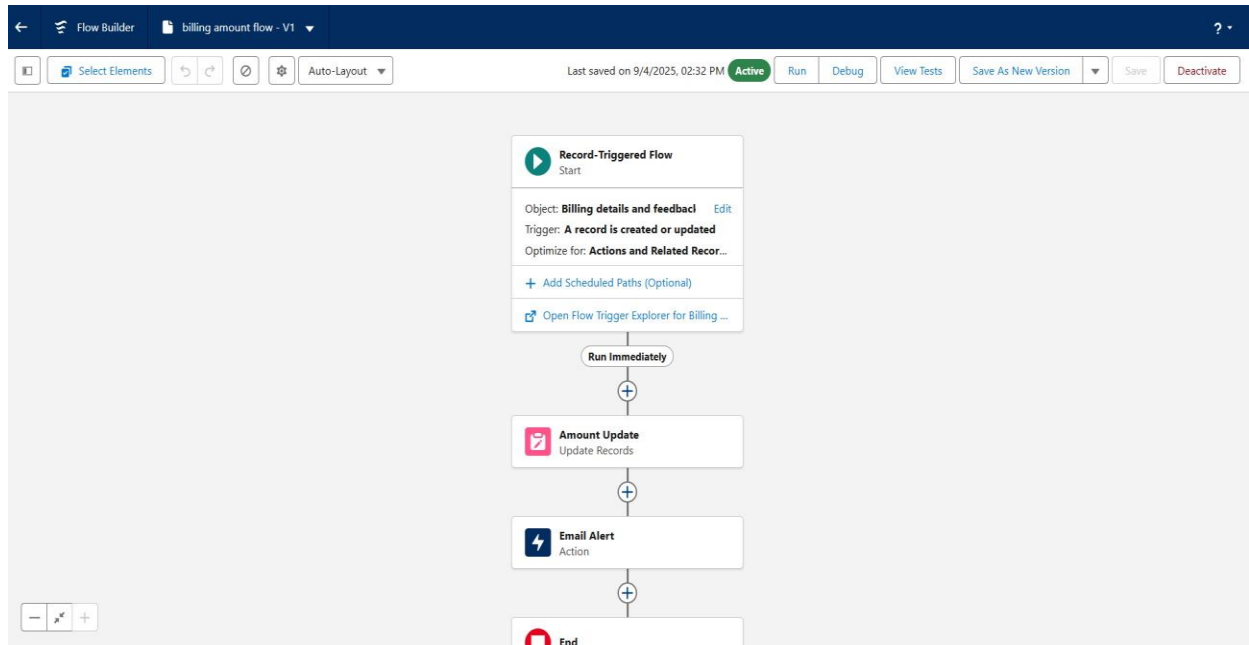 Flow Builder billing amount flow - V1 ?
Select Elements Auto-Layout Last saved on 9/4/2025, 02:32 PM Active Run Debug View Tests Save As New Version Save Deactivate
Record-Triggered Flow
Start
Object: Billing details and feedback Edit
Trigger: A record is created or updated
Optimize for: Actions and Related Recor...
+ Add Scheduled Paths (Optional)
Open Flow Trigger Explorer for Billing ...
Run Immediately
Amount Update
Update Records
Email Alert
Action
End